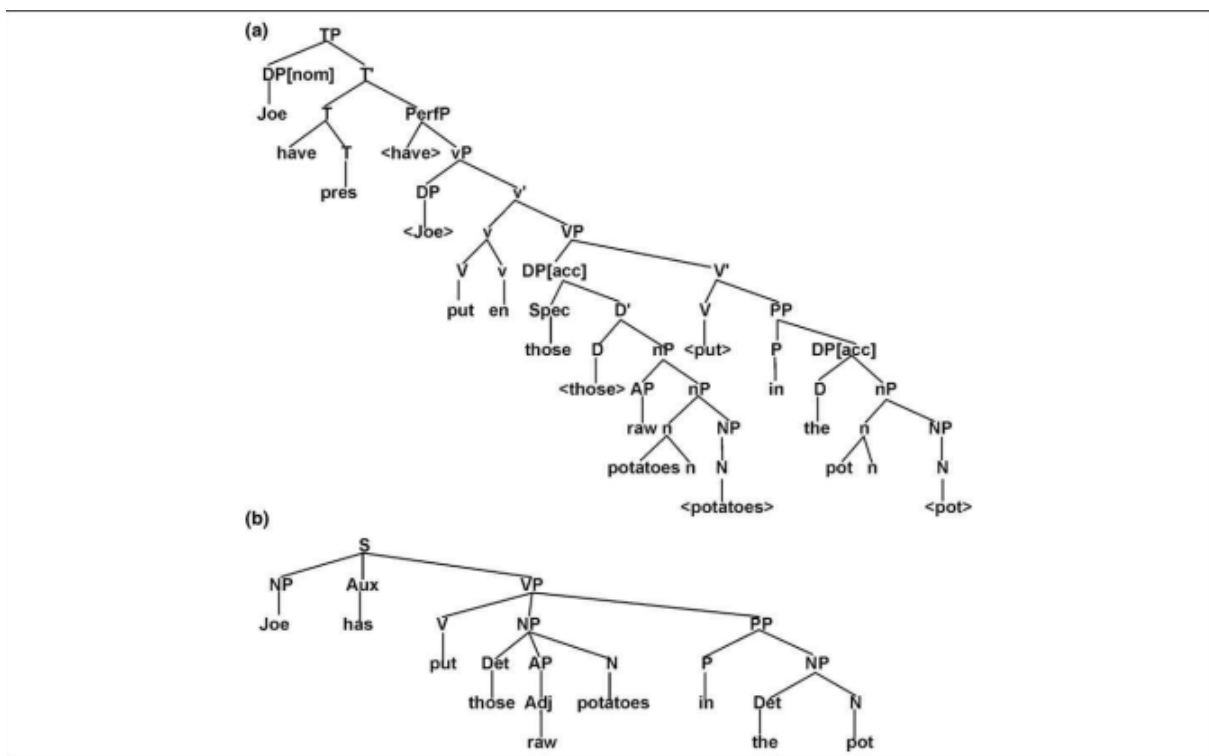 (a)
TP
DP[nom] T'
Joe T PerfP
have T <have> vP
pres DP v'
<Joe> v VP
V v DP[acc] V'
put en Spec D' V PP
those D nP <put> P DP[acc]
<those> AP nP in D nP
raw n NP the n NP
potatoes n N pot n N
<potatoes> <pot>
(b)
S
NP Aux VP
Joe has V NP PP
put Det AP N P NP
those Adj potatoes in Det N
raw the pot